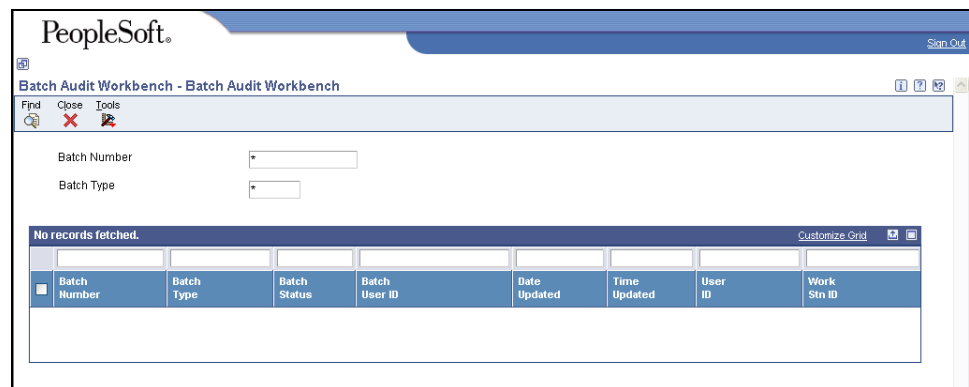 PeopleSoft®
Sign Out
Batch Audit Workbench - Batch Audit Workbench
Find Close Tools
Batch Number *
Batch Type *
No records fetched. Customize Grid
Batch Number Batch Type Batch Status Batch User ID Date Updated Time Updated User ID Work Stn ID